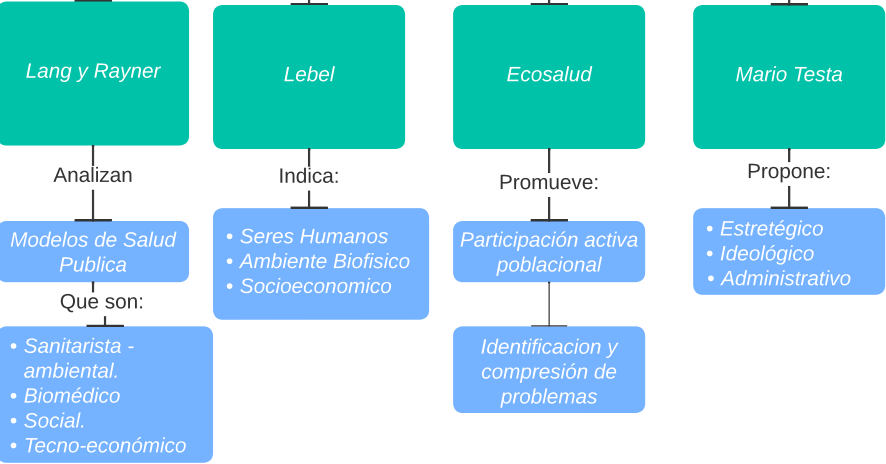 Lang y Rayner
Analizan
Modelos de Salud
Publica
Que son:
• Sanitarista -
ambiental.
• Biomédico
• Social.
• Tecno-económico
Lebel
Indica:
• Seres Humanos
• Ambiente Biofisico
• Socioeconomico
Ecosalud
Promueve:
Participación activa
poblacional
Identificacion y
compresión de
problemas
Mario Testa
Propone:
• Estretégico
• Ideológico
• Administrativo